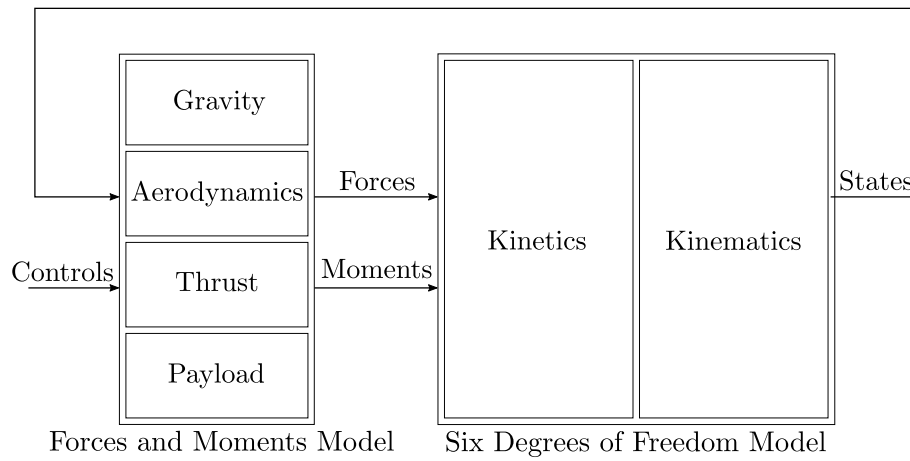 Gravity
Aerodynamics
Thrust
Payload
Controls
Forces
Moments
Kinetics
Kinematics
States
Forces and Moments Model
Six Degrees of Freedom Model